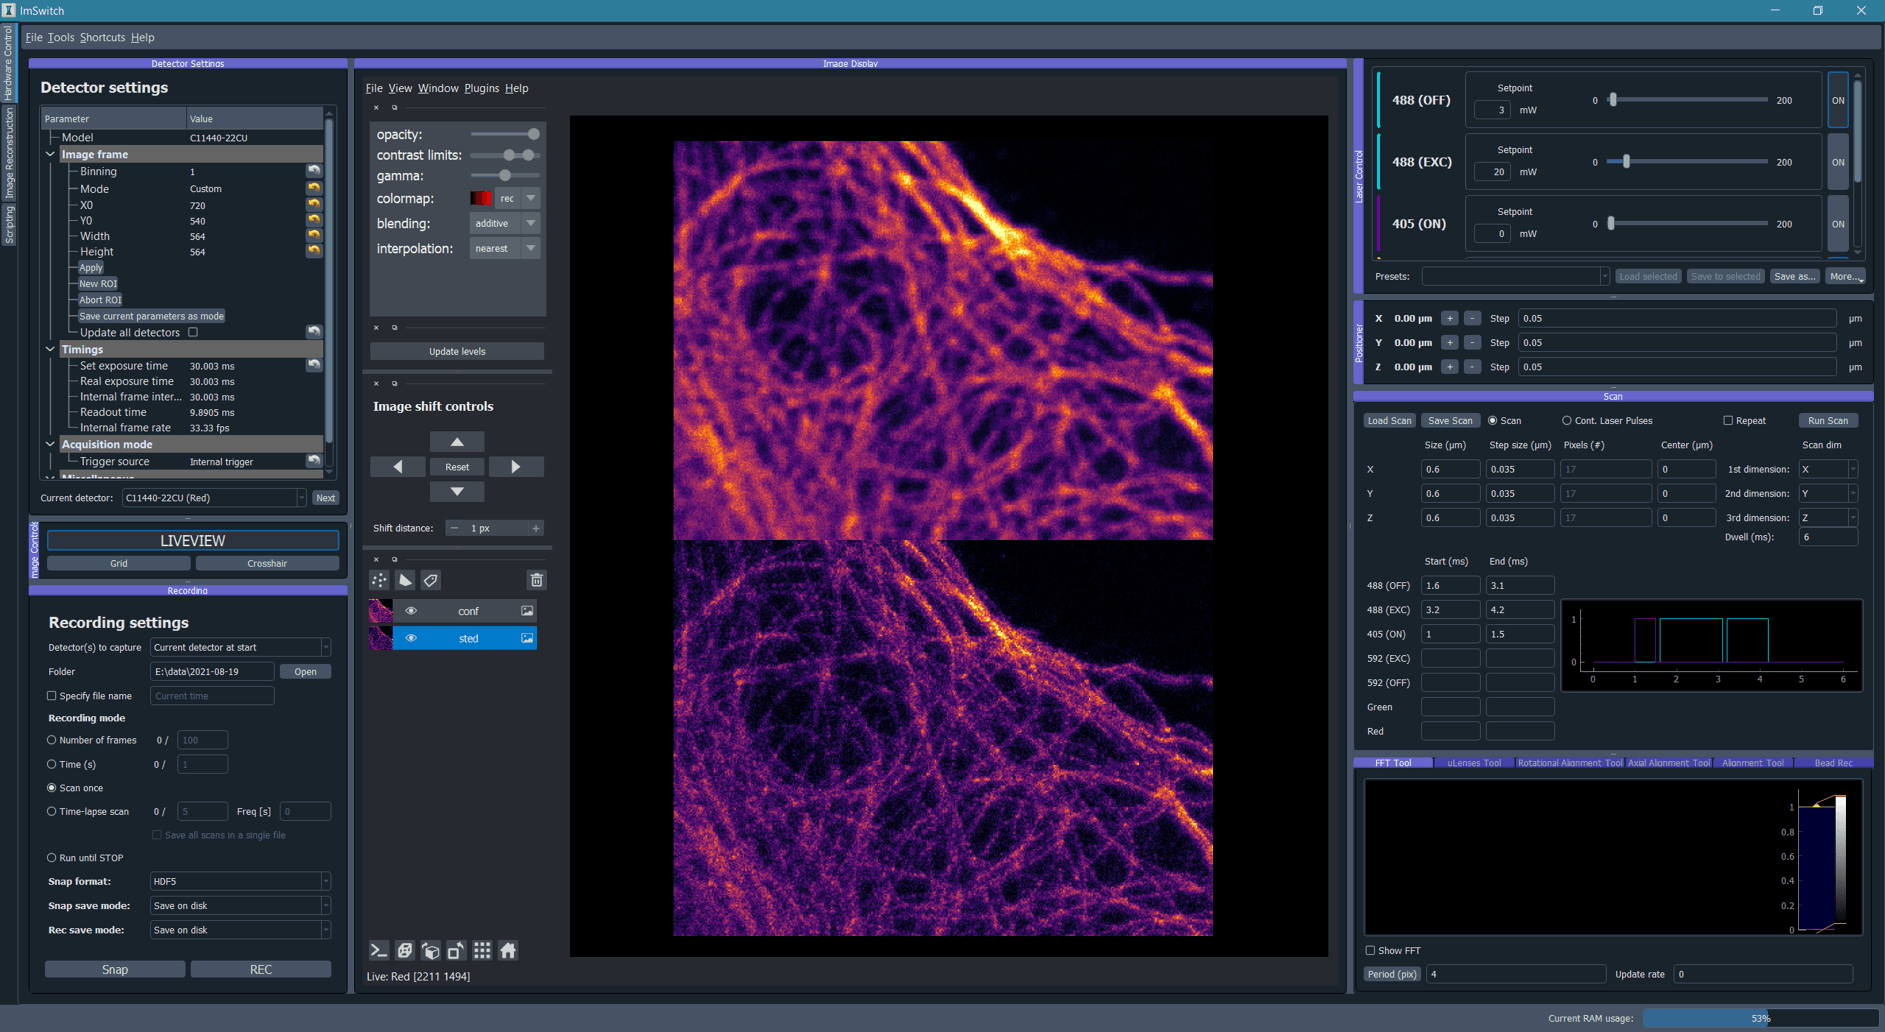 ImSwitch
File Tools Shortcuts Help
Hardware Control
Image Reconstruction
Scripting
Detector Settings
Detector settings
Parameter Value
Model C11440-22CU
Image frame
Binning 1
Mode Custom
X0 720
Y0 540
Width 564
Height 564
Apply
New ROI
Abort ROI
Save current parameters as mode
Update all detectors
Timings
Set exposure time 30.003 ms
Real exposure time 30.003 ms
Internal frame inter... 30.003 ms
Readout time 9.8905 ms
Internal frame rate 33.33 fps
Acquisition mode
Trigger source Internal trigger
Miscellaneous
Current detector: C11440-22CU (Red) Next
LIVEVIEW
Grid Crosshair
Recording
Recording settings
Detector(s) to capture Current detector at start
Folder E:\data\2021-08-19 Open
Specify file name Current time
Recording mode
Number of frames 0 / 100
Time (s) 0 / 1
Scan once
Time-lapse scan 0 / 5 Freq [s] 0
Save all scans in a single file
Run until STOP
Snap format: HDF5
Snap save mode: Save on disk
Rec save mode: Save on disk
Snap REC
Image Display
File View Window Plugins Help
opacity:
contrast limits:
gamma:
colormap: rec
blending: additive
interpolation: nearest
Update levels
Image shift controls
Reset
Shift distance: − 1 px +
conf
sted
Live: Red [2211 1494]
Laser Control
488 (OFF) Setpoint 3 mW 0 200 ON
488 (EXC) Setpoint 20 mW 0 200 ON
405 (ON) Setpoint 0 mW 0 200 ON
Presets: Load selected Save to selected Save as... More...
Positioner
X 0.00 µm + - Step 0.05 µm
Y 0.00 µm + - Step 0.05 µm
Z 0.00 µm + - Step 0.05 µm
Scan
Load Scan Save Scan Scan Cont. Laser Pulses Repeat Run Scan
Size (µm) Step size (µm) Pixels (#) Center (µm) Scan dim
X 0.6 0.035 17 0 1st dimension: X
Y 0.6 0.035 17 0 2nd dimension: Y
Z 0.6 0.035 17 0 3rd dimension: Z
Dwell (ms): 6
Start (ms) End (ms)
488 (OFF) 1.6 3.1
488 (EXC) 3.2 4.2
405 (ON) 1 1.5
592 (EXC)
592 (OFF)
Green
Red
1
0
0 1 2 3 4 5 6
FFT Tool uLenses Tool Rotational Alignment Tool Axial Alignment Tool Alignment Tool Bead Rec
1
0.8
0.6
0.4
0.2
0
Show FFT
Period (pix) 4 Update rate 0
Current RAM usage: 53%